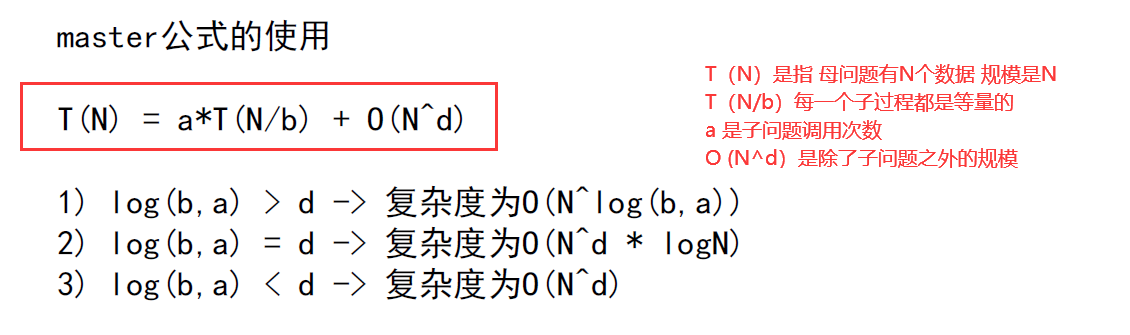 master公式的使用
T(N) = a*T(N/b) + O(N^d)
T（N）是指 母问题有N个数据 规模是N
T（N/b）每一个子过程都是等量的
a 是子问题调用次数
O (N^d）是除了子问题之外的规模
1) log(b,a) > d -> 复杂度为O(N^log(b,a))
2) log(b,a) = d -> 复杂度为O(N^d * logN)
3) log(b,a) < d -> 复杂度为O(N^d)